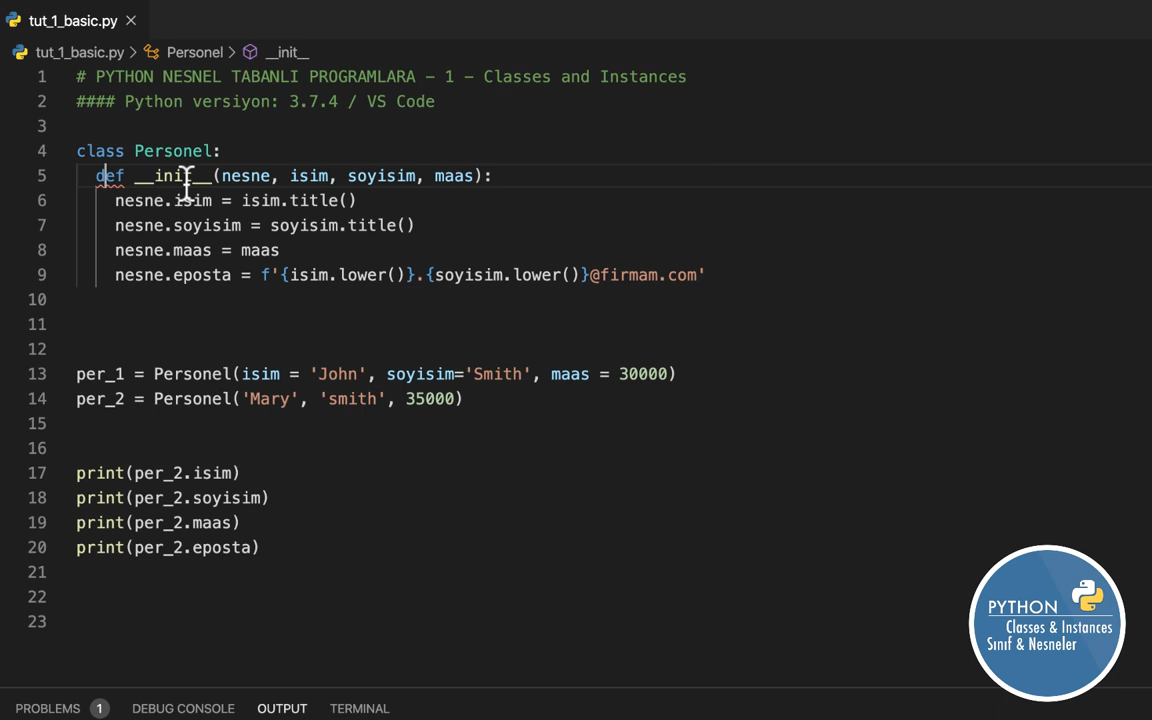 tut_1_basic.py
tut_1_basic.py > Personel > __init__
1 # PYTHON NESNEL TABANLI PROGRAMLARA - 1 - Classes and Instances
2 #### Python versiyon: 3.7.4 / VS Code
3
4 class Personel:
5 def __init__(nesne, isim, soyisim, maas):
6 nesne.isim = isim.title()
7 nesne.soyisim = soyisim.title()
8 nesne.maas = maas
9 nesne.eposta = f'{isim.lower()}.{soyisim.lower()}@firmam.com'
10
11
12
13 per_1 = Personel(isim = 'John', soyisim='Smith', maas = 30000)
14 per_2 = Personel('Mary', 'smith', 35000)
15
16
17 print(per_2.isim)
18 print(per_2.soyisim)
19 print(per_2.maas)
20 print(per_2.eposta)
21
22
23
PYTHON
Classes & Instances
Sınıf & Nesneler
PROBLEMS 1 DEBUG CONSOLE OUTPUT TERMINAL